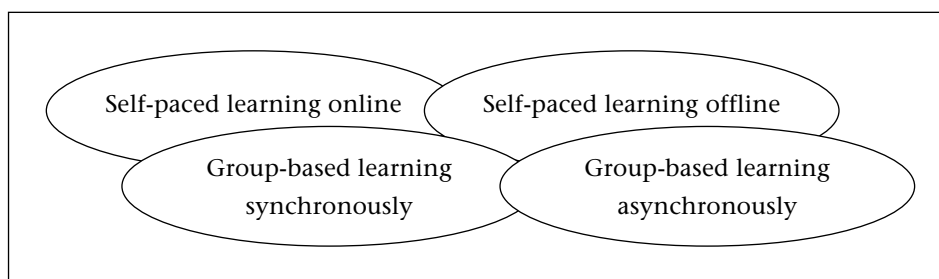 Self-paced learning online
Self-paced learning offline
Group-based learning
synchronously
Group-based learning
asynchronously